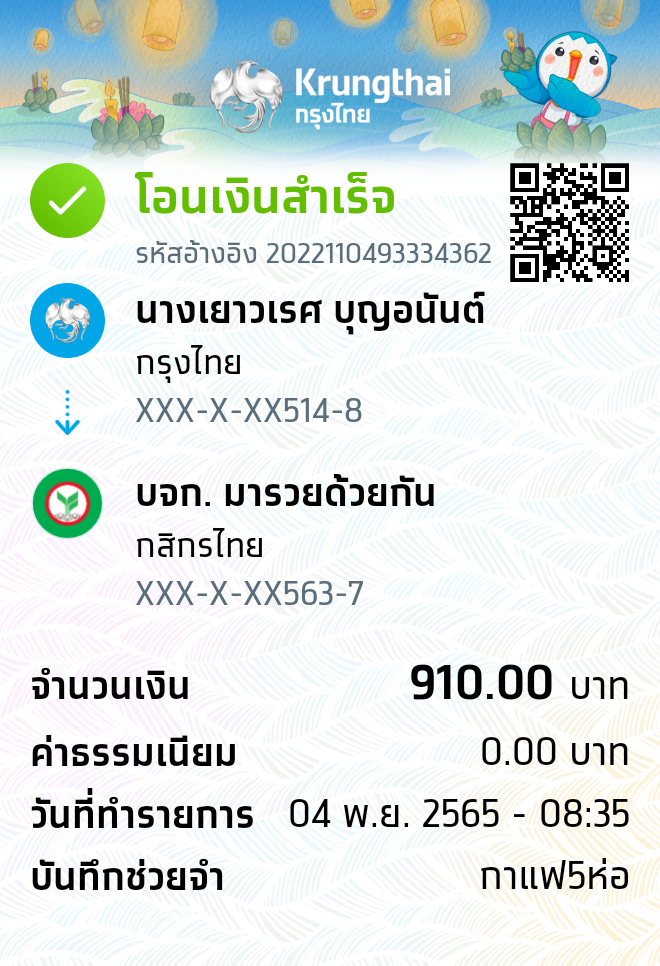 Krungthai
กรุงไทย
โอนเงินสำเร็จ
รหัสอ้างอิง 2022110493334362
นางเยาวเรศ บุญอนันต์
กรุงไทย
XXX-X-XX514-8
บจก. มารวยด้วยกัน
กสิกรไทย
XXX-X-XX563-7
จำนวนเงิน 910.00 บาท
ค่าธรรมเนียม 0.00 บาท
วันที่ทำรายการ 04 พ.ย. 2565 - 08:35
บันทึกช่วยจำ กาแฟ5ห่อ